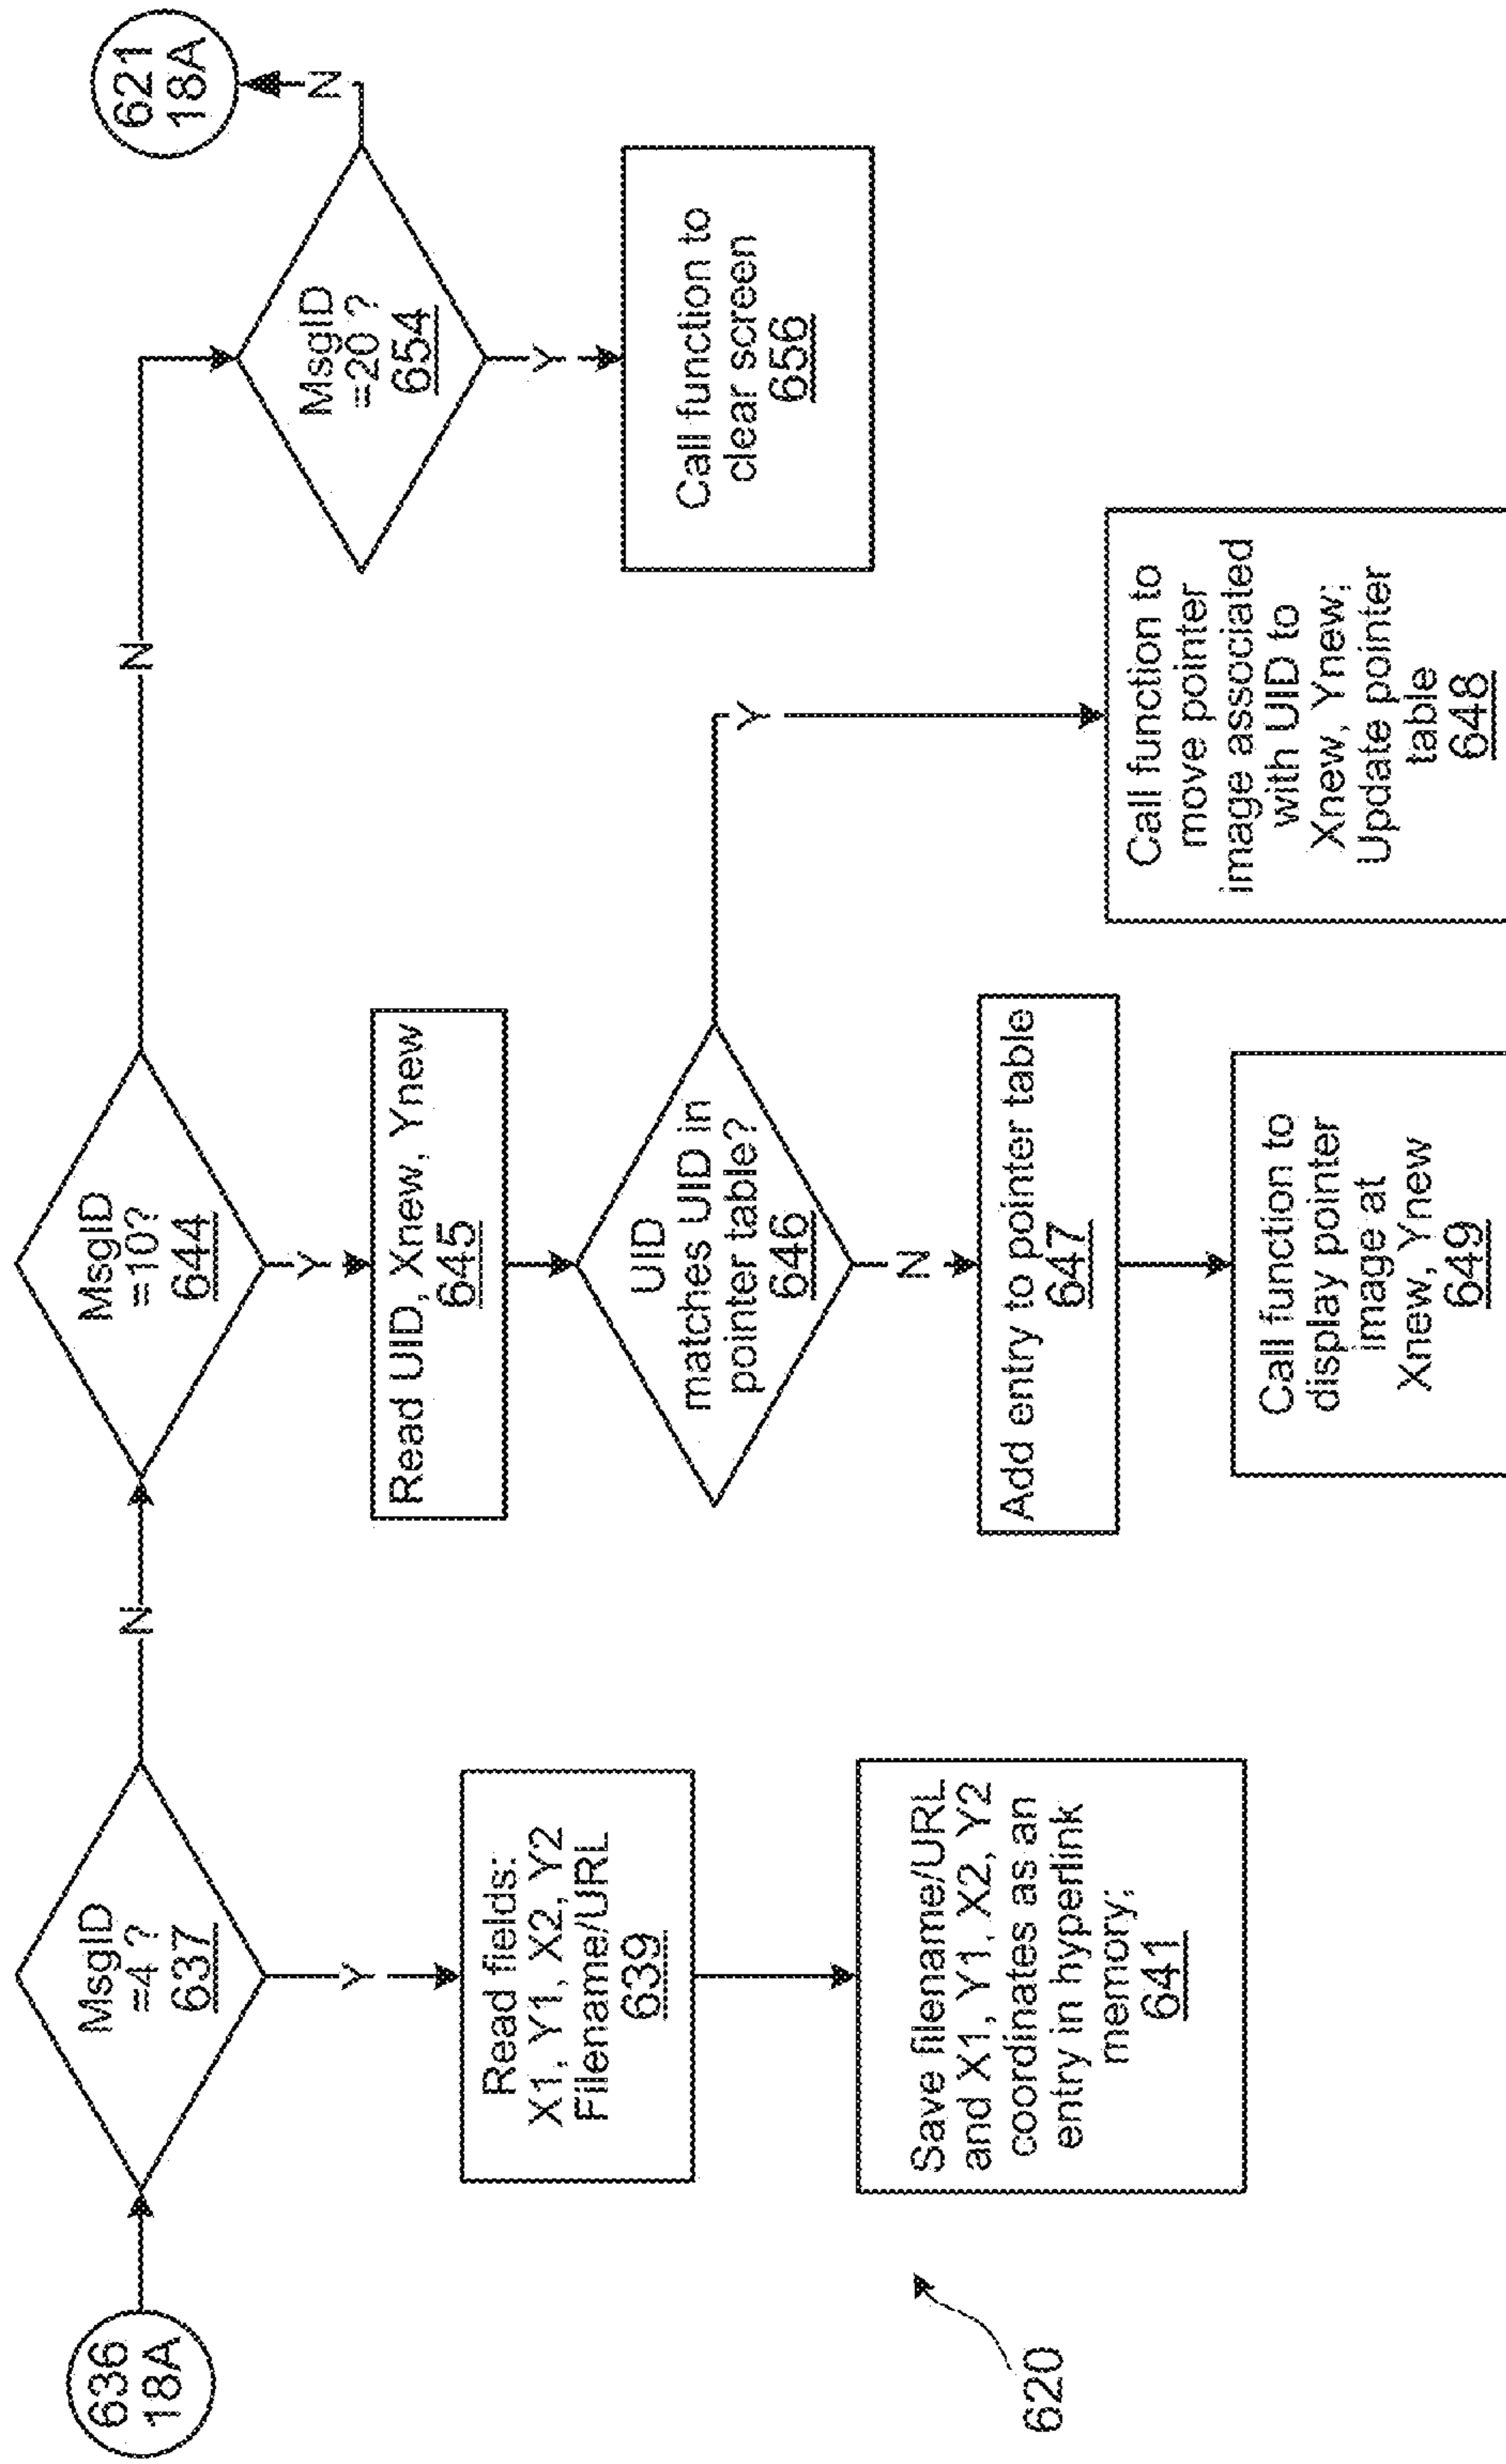 636
18A
MsgID
=4 ?
637
N
Y
Read fields:
X1, Y1, X2, Y2
Filename/URL
639
Save filename/URL
and X1, Y1, X2, Y2
coordinates as an
entry in hyperlink
memory;
641
MsgID
=10?
644
N
Y
Read UID, Xnew, Ynew
645
UID
matches UID in
pointer table?
646
Y
N
Add entry to pointer table
647
Call function to
display pointer
image at
Xnew, Ynew
649
Call function to
move pointer
image associated
with UID to
Xnew, Ynew;
Update pointer
table
648
MsgID
=20 ?
654
N
Y
Call function to
clear screen
656
621
18A
620